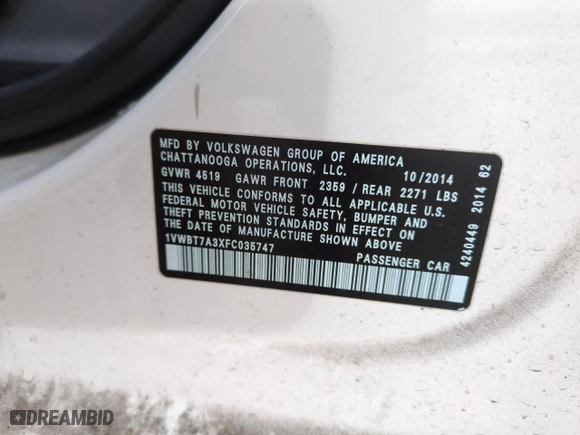 MFD BY VOLKSWAGEN GROUP OF AMERICA
CHATTANOOGA OPERATIONS, LLC. 10/2014
GVWR 4519 GAWR FRONT 2359 / REAR 2271 LBS
THIS VEHICLE CONFORMS TO ALL APPLICABLE U.S.
FEDERAL MOTOR VEHICLE SAFETY, BUMPER AND
THEFT PREVENTION STANDARDS IN EFFECT ON
THE DATE OF MANUFACTURE SHOWN ABOVE
1VWBT7A3XFC035747 PASSENGER CAR
4240449 2014 62
DREAMBID